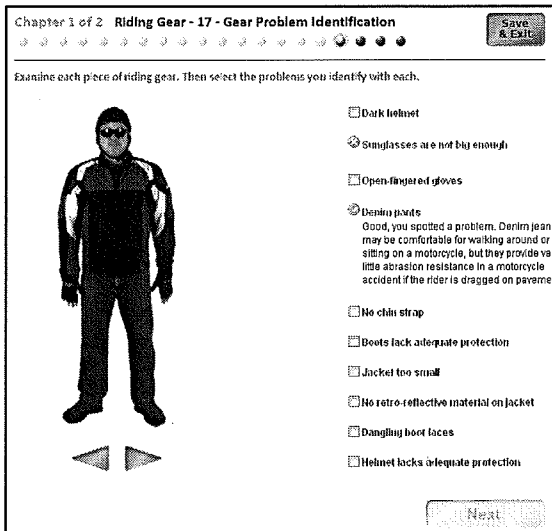 Chapter 1 of 2 Riding Gear - 17 - Gear Problem Identification
Save
& Exit
Examine each piece of riding gear. Then select the problems you identify with each.
Dark helmet
Sunglasses are not big enough
Open-fingered gloves
Denim pants
Good, you spotted a problem. Denim jean
may be comfortable for walking around or
sitting on a motorcycle, but they provide ve
little abrasion resistance in a motorcycle
accident if the rider is dragged on paveme
No chin strap
Boots lack adequate protection
Jacket too small
No retro-reflective material on jacket
Dangling boot laces
Helmet lacks adequate protection
Next